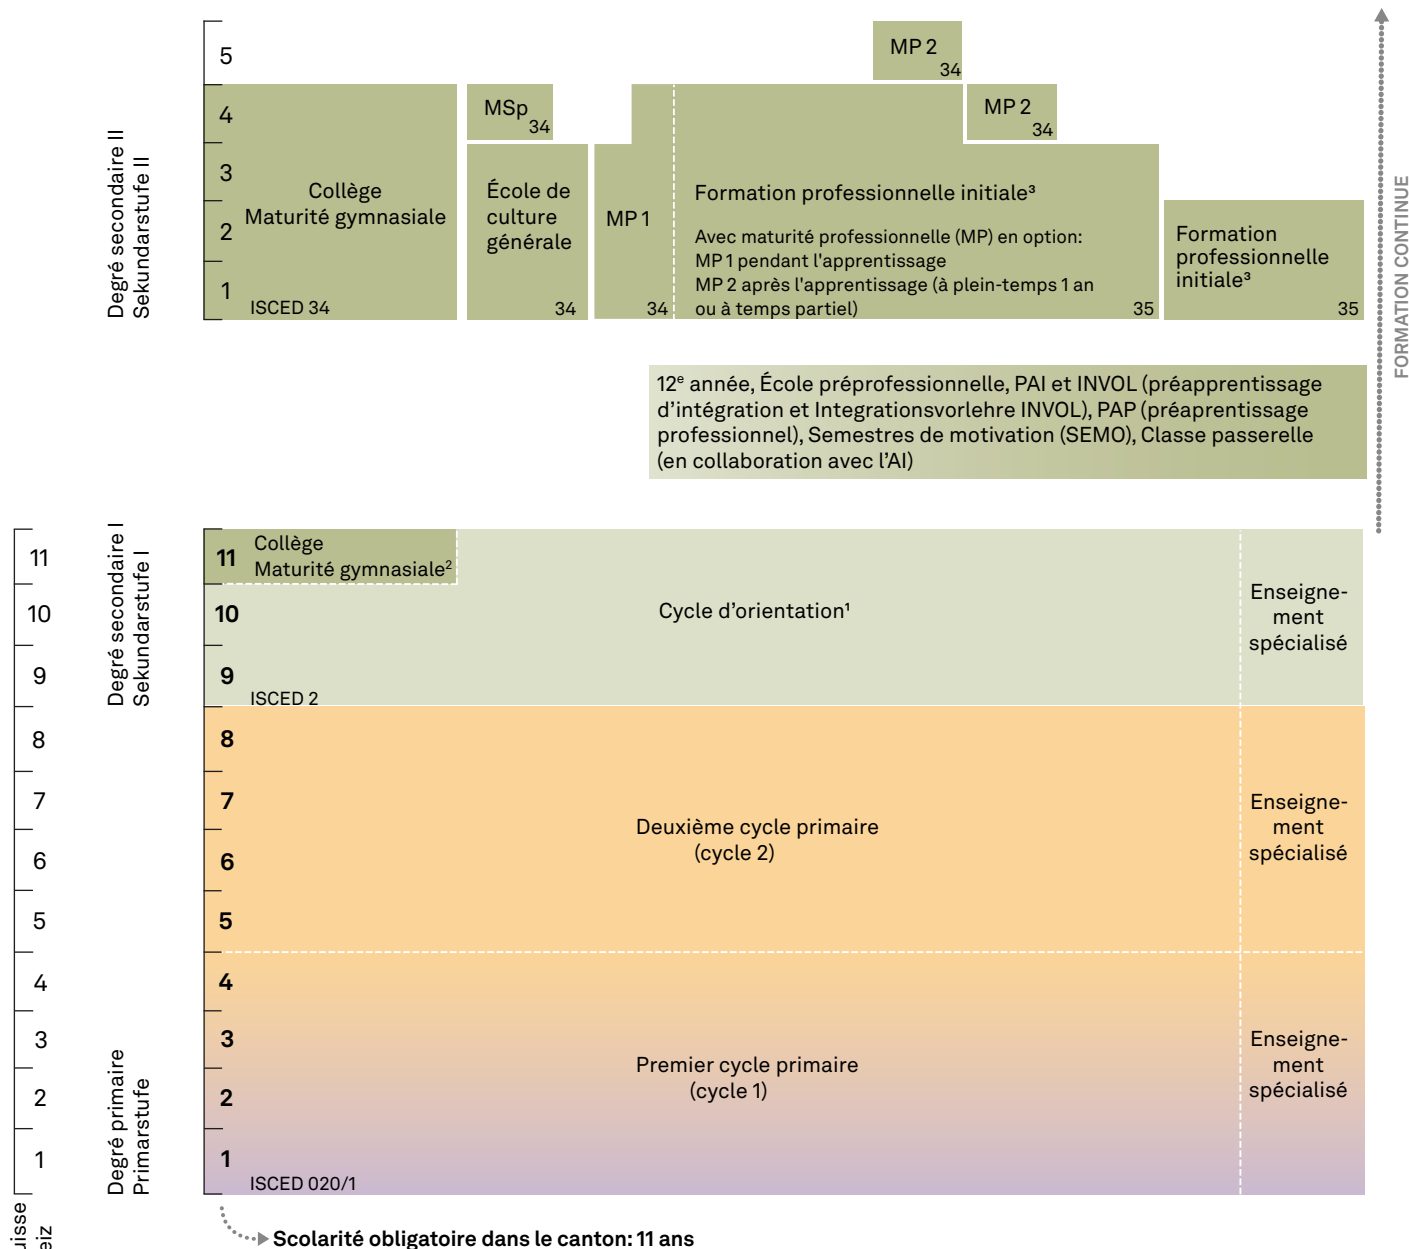 5
MP 2
34
4
MSp
34
MP 2
34
Degré secondaire II
Sekundarstufe II
3
2
1
Collège
Maturité gymnasiale
ISCED 34
École de
culture
générale
34
MP 1
34
Formation professionnelle initiale³
Avec maturité professionnelle (MP) en option:
MP 1 pendant l'apprentissage
MP 2 après l'apprentissage (à plein-temps 1 an
ou à temps partiel)
35
Formation
professionnelle
initiale³
35
FORMATION CONTINUE
12ᵉ année, École préprofessionnelle, PAI et INVOL (préapprentissage
d’intégration et Integrationsvorlehre INVOL), PAP (préaprentissage
professionnel), Semestres de motivation (SEMO), Classe passerelle
(en collaboration avec l’AI)
11
10
9
8
7
6
5
4
3
2
1
Degré secondaire I
Sekundarstufe I
11
Collège
Maturité gymnasiale²
10
Cycle d’orientation¹
Enseigne-
ment
spécialisé
9
ISCED 2
8
7
6
5
Deuxième cycle primaire
(cycle 2)
Enseigne-
ment
spécialisé
Degré primaire
Primarstufe
4
3
2
1
Premier cycle primaire
(cycle 1)
Enseigne-
ment
spécialisé
ISCED 020/1
Scolarité obligatoire dans le canton: 11 ans